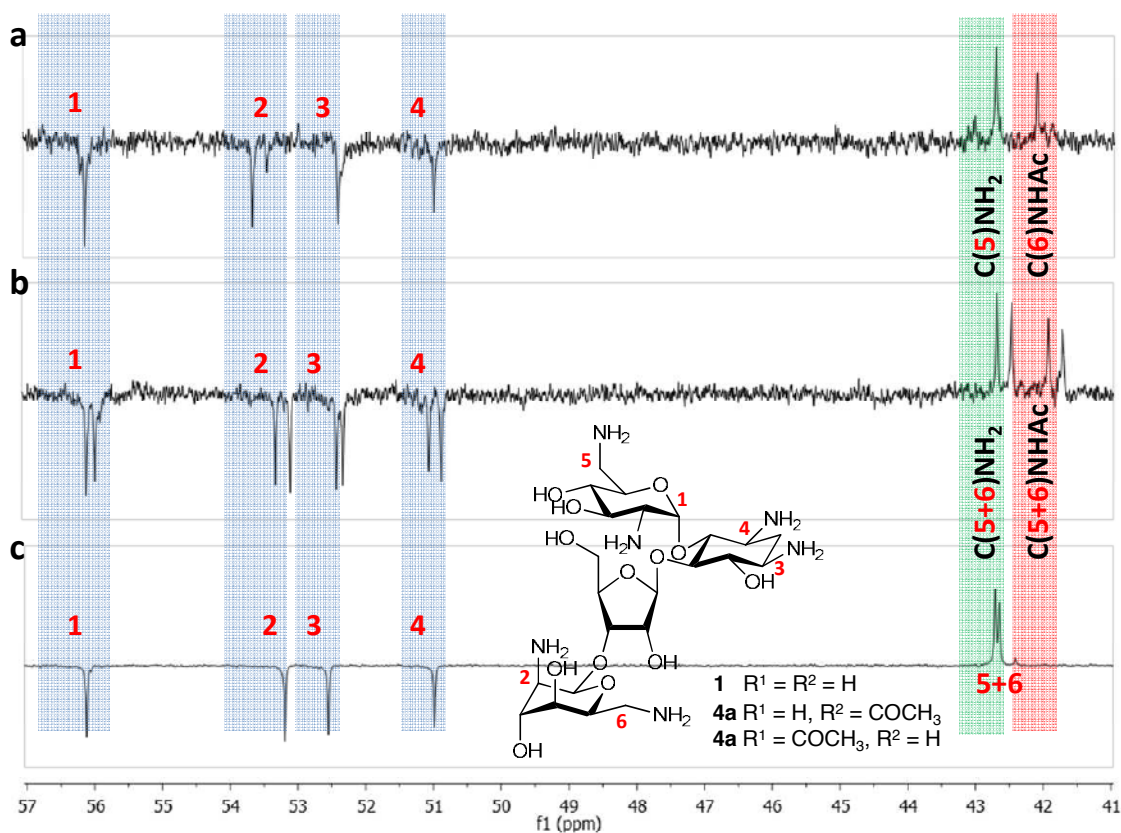 a
1
2
3
4
C(5)NH₂
C(6)NHAc
b
1
2
3
4
C(5+6)NH₂
C(5+6)NHAc
NH₂
5
HO
HO
O
1
H₂N
O
4
NH₂
NH₂
3
OH
HO
O
O
O
OH
NH₂
OH
2
O
6
NH₂
OH
1 R¹ = R² = H
4a R¹ = H, R² = COCH₃
4a R¹ = COCH₃, R² = H
c
1
2
3
4
5+6
57 56 55 54 53 52 51 50 49 48 47 46 45 44 43 42 41
f1 (ppm)